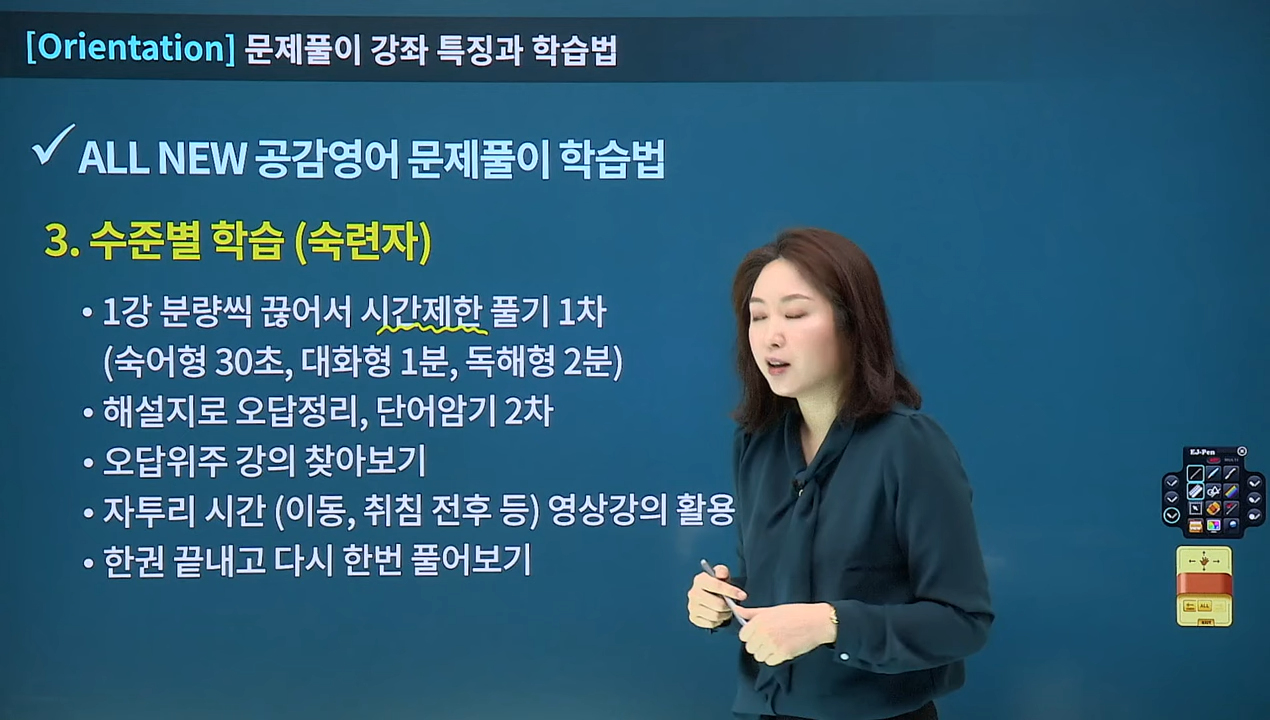 [Orientation] 문제풀이 강좌 특징과 학습법
ALL NEW 공감영어 문제풀이 학습법
3. 수준별 학습 (숙련자)
• 1강 분량씩 끊어서 시간제한 풀기 1차
(숙어형 30초, 대화형 1분, 독해형 2분)
• 해설지로 오답정리, 단어암기 2차
• 오답위주 강의 찾아보기
• 자투리 시간 (이동, 취침 전후 등) 영상강의 활용
• 한권 끝내고 다시 한번 풀어보기
EJ-Pen
ALL